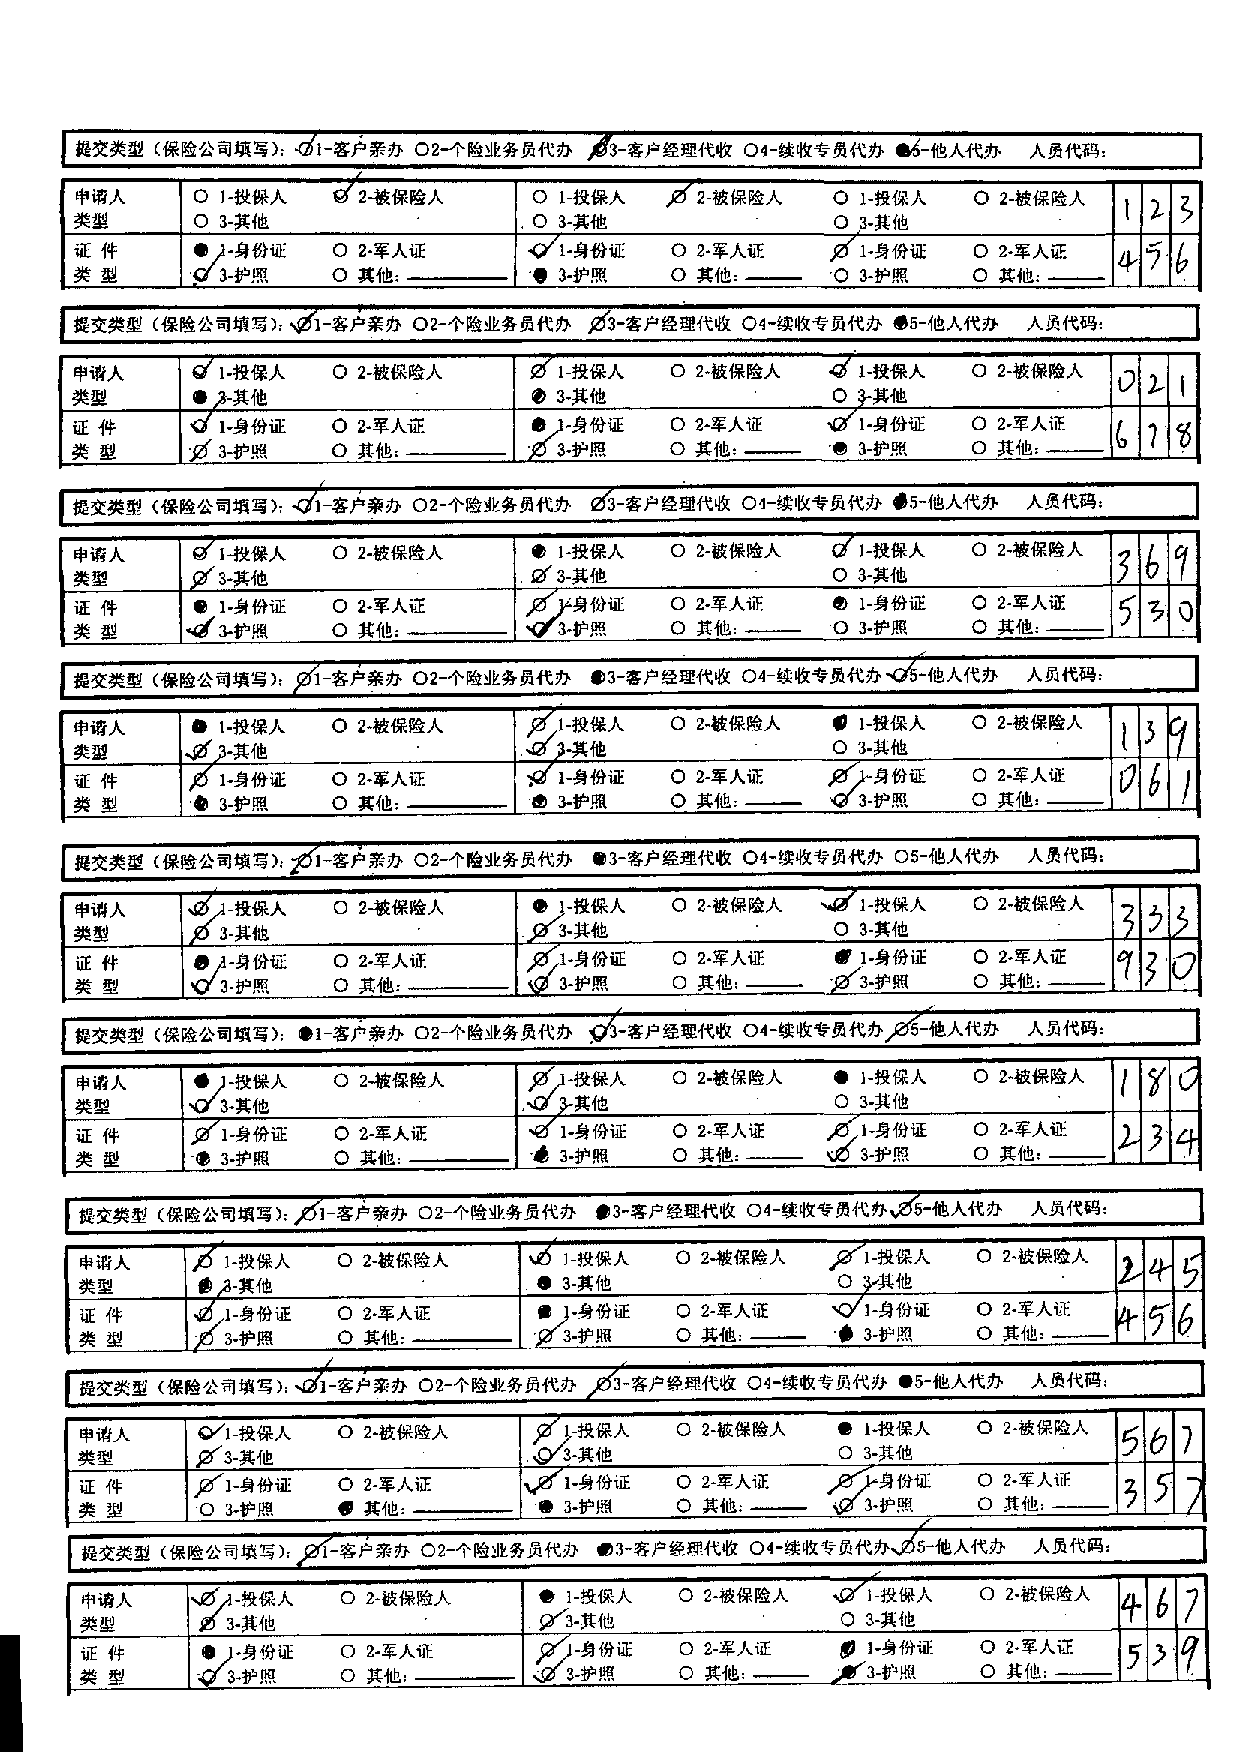 提交类型(保险公司填写): 1-客户亲办 2-个险业务员代办 3-客户经理代收 4-续收专员代办 5-他人代办 人员代码:
申请人 1-投保人 2-被保险人 1-投保人 2-被保险人 1-投保人 2-被保险人 1 2 3
类型 3-其他 3-其他 3-其他
证 件 1-身份证 2-军人证 1-身份证 2-军人证 1-身份证 2-军人证 4 5 6
类 型 3-护照 其他: 3-护照 其他: 3-护照 其他:
提交类型(保险公司填写): 1-客户亲办 2-个险业务员代办 3-客户经理代收 4-续收专员代办 5-他人代办 人员代码:
申请人 1-投保人 2-被保险人 1-投保人 2-被保险人 1-投保人 2-被保险人 0 2 1
类型 3-其他 3-其他 3-其他
证 件 1-身份证 2-军人证 1-身份证 2-军人证 1-身份证 2-军人证 6 7 8
类 型 3-护照 其他: 3-护照 其他: 3-护照 其他:
提交类型(保险公司填写): 1-客户亲办 2-个险业务员代办 3-客户经理代收 4-续收专员代办 5-他人代办 人员代码:
申请人 1-投保人 2-被保险人 1-投保人 2-被保险人 1-投保人 2-被保险人 3 6 9
类型 3-其他 3-其他 3-其他
证 件 1-身份证 2-军人证 1-身份证 2-军人证 1-身份证 2-军人证 5 3 0
类 型 3-护照 其他: 3-护照 其他: 3-护照 其他:
提交类型(保险公司填写): 1-客户亲办 2-个险业务员代办 3-客户经理代收 4-续收专员代办 5-他人代办 人员代码:
申请人 1-投保人 2-被保险人 1-投保人 2-被保险人 1-投保人 2-被保险人 1 3 9
类型 3-其他 3-其他 3-其他
证 件 1-身份证 2-军人证 1-身份证 2-军人证 1-身份证 2-军人证 0 6 1
类 型 3-护照 其他: 3-护照 其他: 3-护照 其他:
提交类型(保险公司填写): 1-客户亲办 2-个险业务员代办 3-客户经理代收 4-续收专员代办 5-他人代办 人员代码:
申请人 1-投保人 2-被保险人 1-投保人 2-被保险人 1-投保人 2-被保险人 3 3 3
类型 3-其他 3-其他 3-其他
证 件 1-身份证 2-军人证 1-身份证 2-军人证 1-身份证 2-军人证 9 3 0
类 型 3-护照 其他: 3-护照 其他: 3-护照 其他:
提交类型(保险公司填写): 1-客户亲办 2-个险业务员代办 3-客户经理代收 4-续收专员代办 5-他人代办 人员代码:
申请人 1-投保人 2-被保险人 1-投保人 2-被保险人 1-投保人 2-被保险人 1 8 0
类型 3-其他 3-其他 3-其他
证 件 1-身份证 2-军人证 1-身份证 2-军人证 1-身份证 2-军人证 2 3 4
类 型 3-护照 其他: 3-护照 其他: 3-护照 其他:
提交类型(保险公司填写): 1-客户亲办 2-个险业务员代办 3-客户经理代收 4-续收专员代办 5-他人代办 人员代码:
申请人 1-投保人 2-被保险人 1-投保人 2-被保险人 1-投保人 2-被保险人 2 4 5
类型 3-其他 3-其他 3-其他
证 件 1-身份证 2-军人证 1-身份证 2-军人证 1-身份证 2-军人证 4 5 6
类 型 3-护照 其他: 3-护照 其他: 3-护照 其他:
提交类型(保险公司填写): 1-客户亲办 2-个险业务员代办 3-客户经理代收 4-续收专员代办 5-他人代办 人员代码:
申请人 1-投保人 2-被保险人 1-投保人 2-被保险人 1-投保人 2-被保险人 5 6 7
类型 3-其他 3-其他 3-其他
证 件 1-身份证 2-军人证 1-身份证 2-军人证 1-身份证 2-军人证 3 5 7
类 型 3-护照 其他: 3-护照 其他: 3-护照 其他:
提交类型(保险公司填写): 1-客户亲办 2-个险业务员代办 3-客户经理代收 4-续收专员代办 5-他人代办 人员代码:
申请人 1-投保人 2-被保险人 1-投保人 2-被保险人 1-投保人 2-被保险人 4 6 7
类型 3-其他 3-其他 3-其他
证 件 1-身份证 2-军人证 1-身份证 2-军人证 1-身份证 2-军人证 5 3 9
类 型 3-护照 其他: 3-护照 其他: 3-护照 其他: